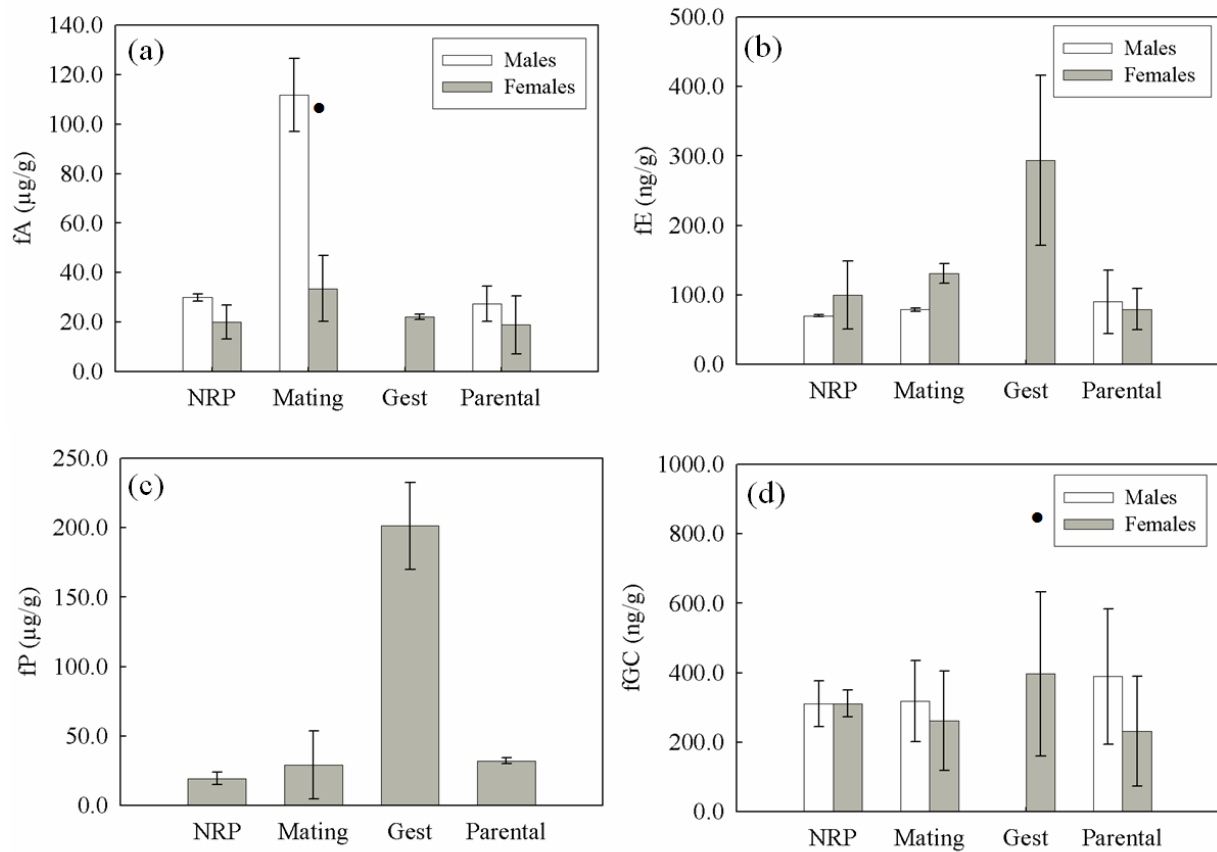 (a)
Males
Females
140.0
120.0
100.0
80.0
60.0
40.0
20.0
0.0
fA (µg/g)
NRP Mating Gest Parental
(b)
Males
Females
500.0
400.0
300.0
200.0
100.0
0.0
fE (ng/g)
NRP Mating Gest Parental
(c)
250.0
200.0
150.0
100.0
50.0
0.0
fP (µg/g)
NRP Mating Gest Parental
(d)
Males
Females
1000.0
800.0
600.0
400.0
200.0
0.0
fGC (ng/g)
NRP Mating Gest Parental